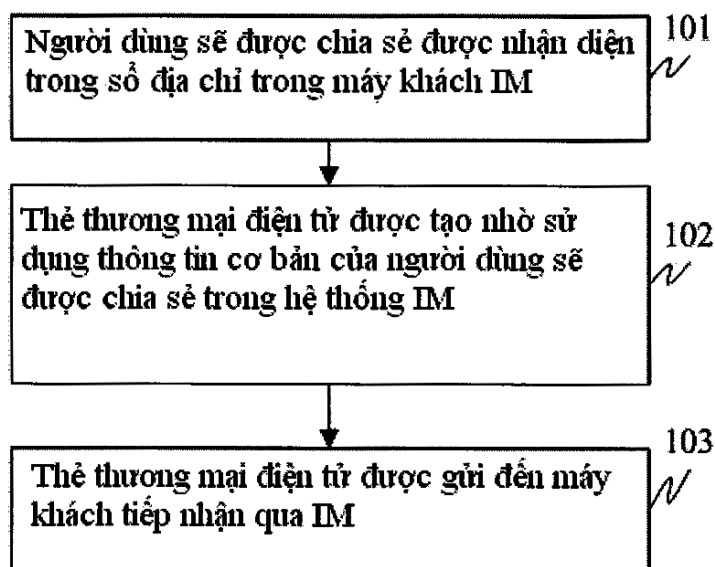 Người dùng sẽ được chia sẻ được nhận diện
trong sổ địa chỉ trong máy khách IM
101
Thẻ thương mại điện tử được tạo nhờ sử
dụng thông tin cơ bản của người dùng sẽ
được chia sẻ trong hệ thống IM
102
Thẻ thương mại điện tử được gửi đến máy
khách tiếp nhận qua IM
103